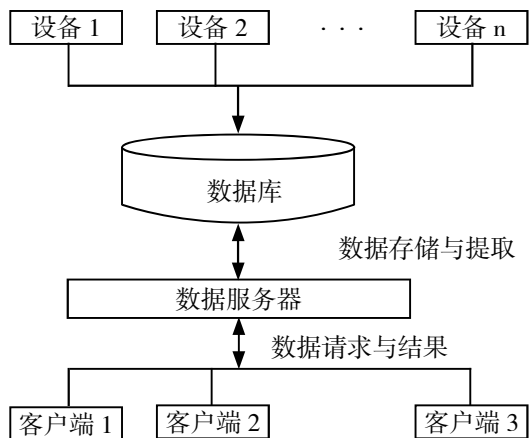 设备 1 设备 2 · · · 设备 n
数据库
数据存储与提取
数据服务器
数据请求与结果
客户端 1 客户端 2 客户端 3